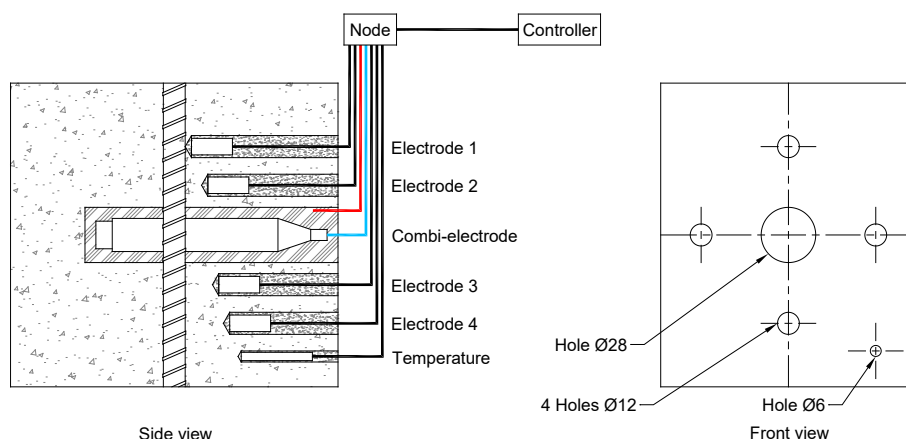 Node
Controller
Electrode 1
Electrode 2
Combi-electrode
Electrode 3
Electrode 4
Temperature
Hole Ø28
4 Holes Ø12
Hole Ø6
Side view
Front view